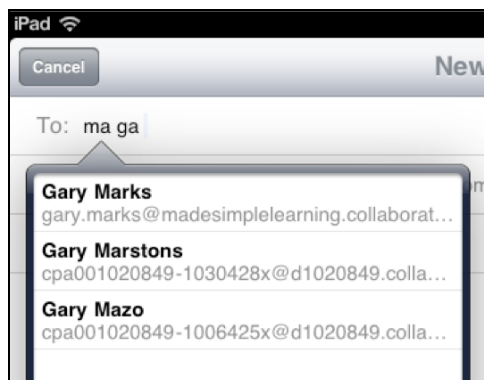 iPad
Cancel
New
To: ma ga
Gary Marks
gary.marks@madesimplelearning.collaborat...
Gary Marstons
cpa001020849-1030428x@d1020849.colla...
Gary Mazo
cpa001020849-1006425x@d1020849.colla...